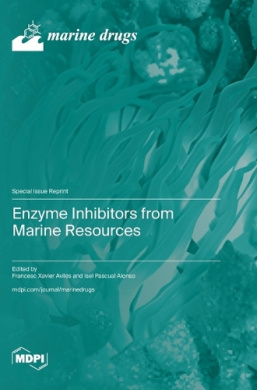 marine drugs
Special Issue Reprint
Enzyme Inhibitors from
Marine Resources
Edited by
Francesc Xavier Avilés and Isel Pascual Alonso
mdpi.com/journal/marinedrugs
MDPI